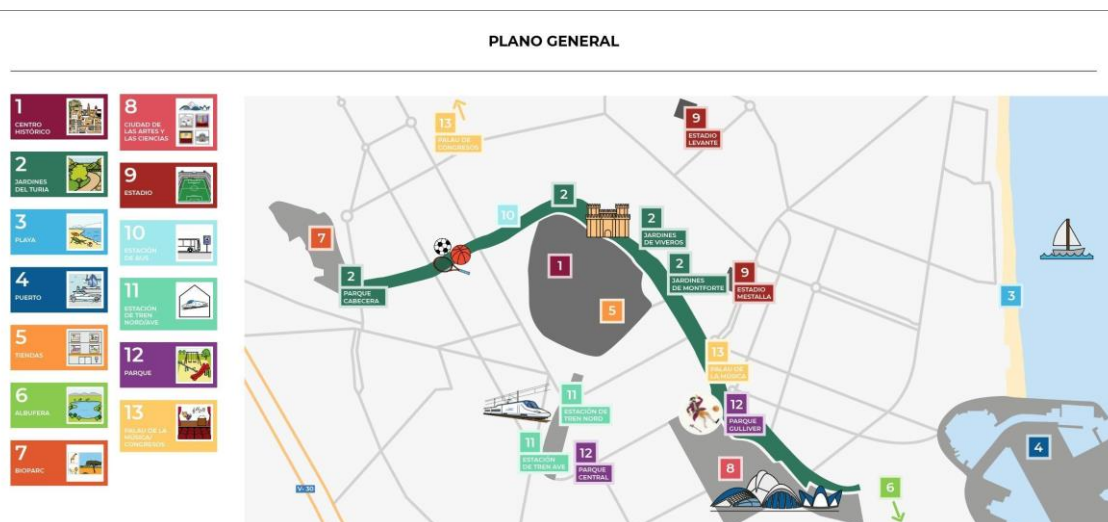 PLANO GENERAL
1
CENTRO
HISTÓRICO
2
JARDINES
DEL TURIA
3
PLAYA
4
PUERTO
5
TIENDAS
6
ALBUFERA
7
BIOPARC
8
CIUDAD DE
LAS ARTES Y
LAS CIENCIAS
9
ESTADIO
10
ESTACIÓN
DE BUS
11
ESTACIÓN
DE TREN
NORD/AVE
12
PARQUE
13
PALAU DE LA
MÚSICA/
CONGRESOS
13
PALAU DE
CONGRESOS
9
ESTADIO
LEVANTE
2
10
2
JARDINES
DE VIVEROS
7
2
PARQUE
CABECERA
1
2
JARDINES
DE MONTFORTE
9
ESTADIO
MESTALLA
5
3
13
PALAU DE
LA MÚSICA
11
ESTACIÓN DE
TREN NORD
12
PARQUE
GULLIVER
11
ESTACIÓN
DE TREN AVE
12
PARQUE
CENTRAL
8
4
6
V-30